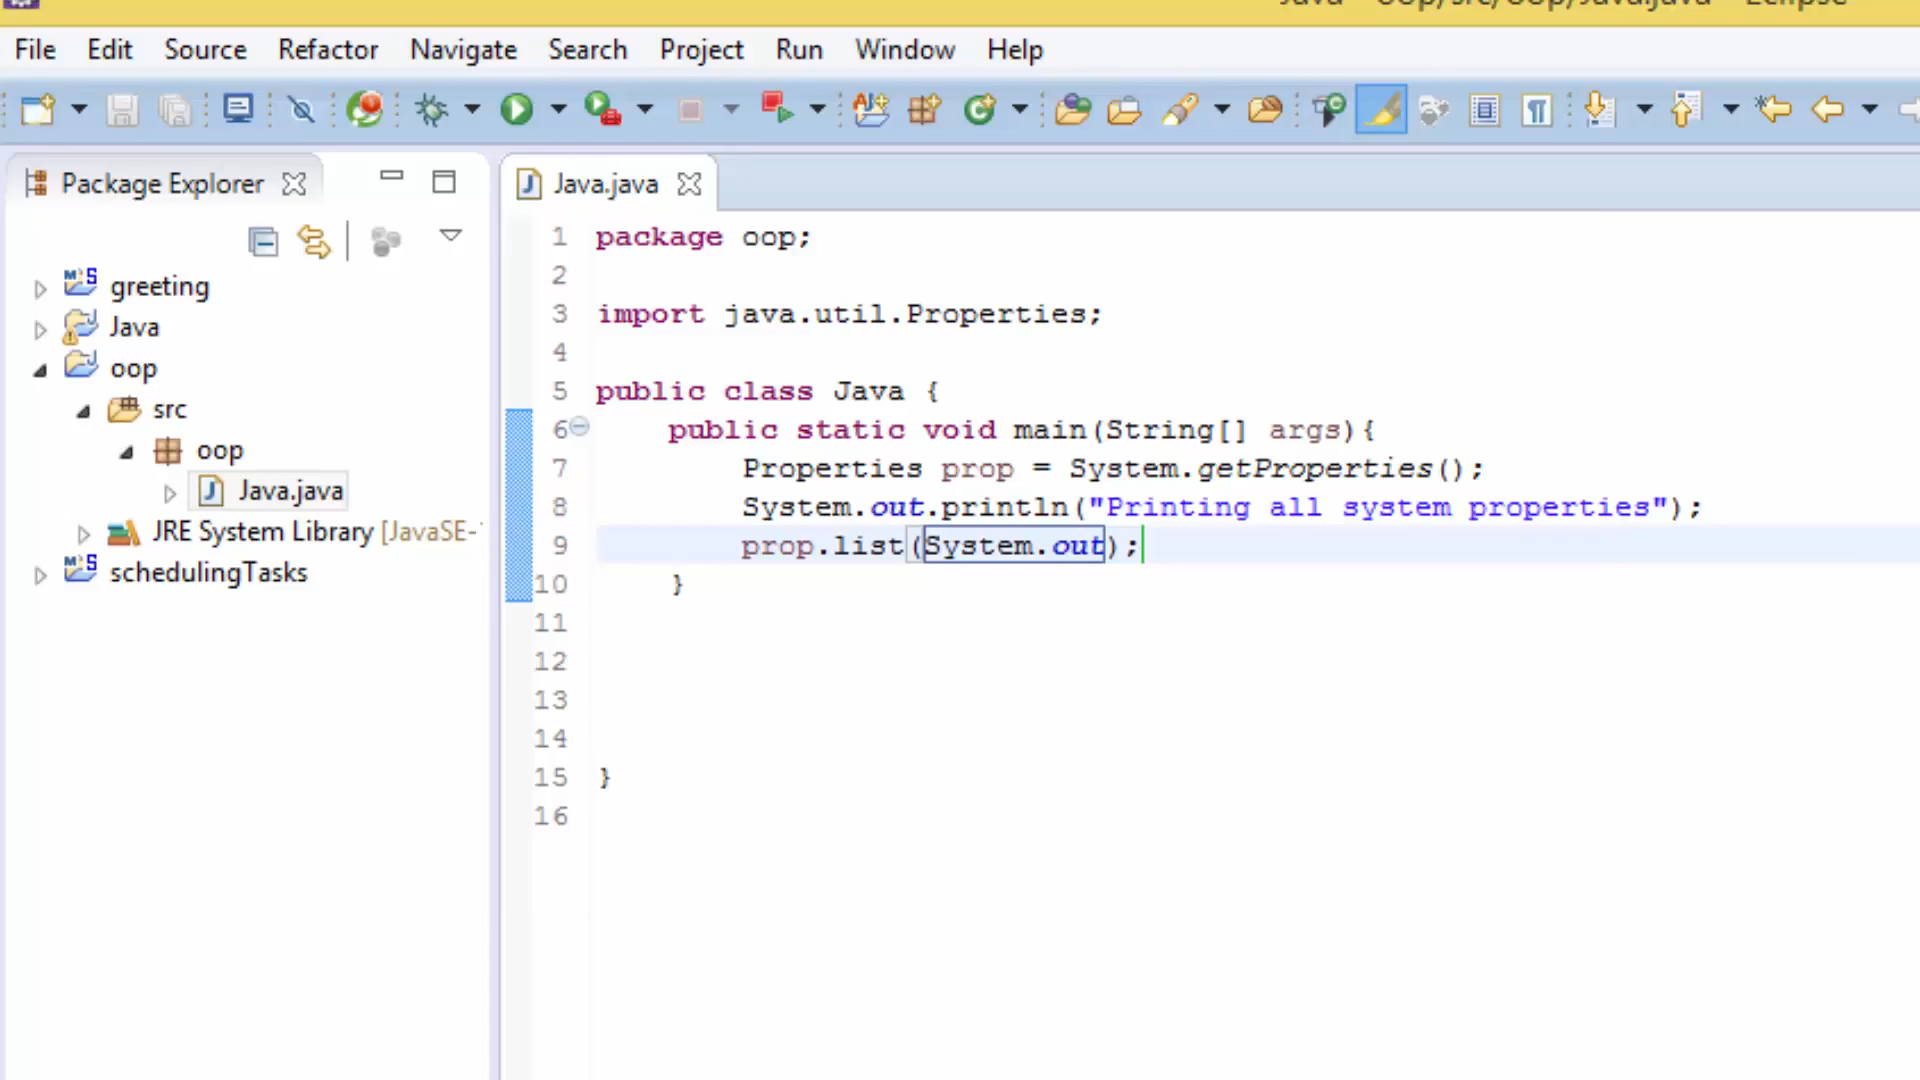 File Edit Source Refactor Navigate Search Project Run Window Help
Package Explorer
greeting
Java
oop
src
oop
Java.java
JRE System Library [JavaSE-
schedulingTasks
Java.java
1 package oop;
2
3 import java.util.Properties;
4
5 public class Java {
6 public static void main(String[] args){
7 Properties prop = System.getProperties();
8 System.out.println("Printing all system properties");
9 prop.list(System.out);
10 }
11
12
13
14
15 }
16